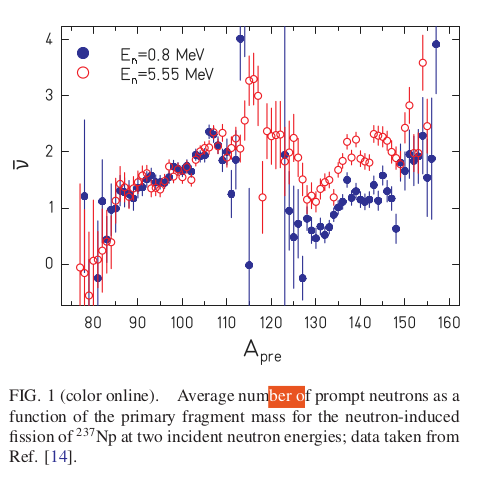 4
3
2
1
0
ν̄
Eₙ=0.8 MeV
Eₙ=5.55 MeV
80 90 100 110 120 130 140 150 160
A_pre
FIG. 1 (color online). Average number of prompt neutrons as a
function of the primary fragment mass for the neutron-induced
fission of ²³⁷Np at two incident neutron energies; data taken from
Ref. [14].